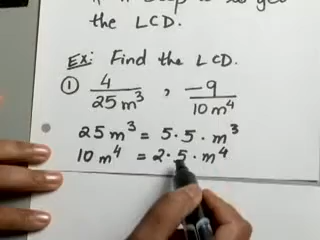 the LCD.
Ex: Find the LCD.
① 4/25m³ , -9/10m⁴
25m³ = 5·5·m³
10m⁴ = 2·5·m⁴